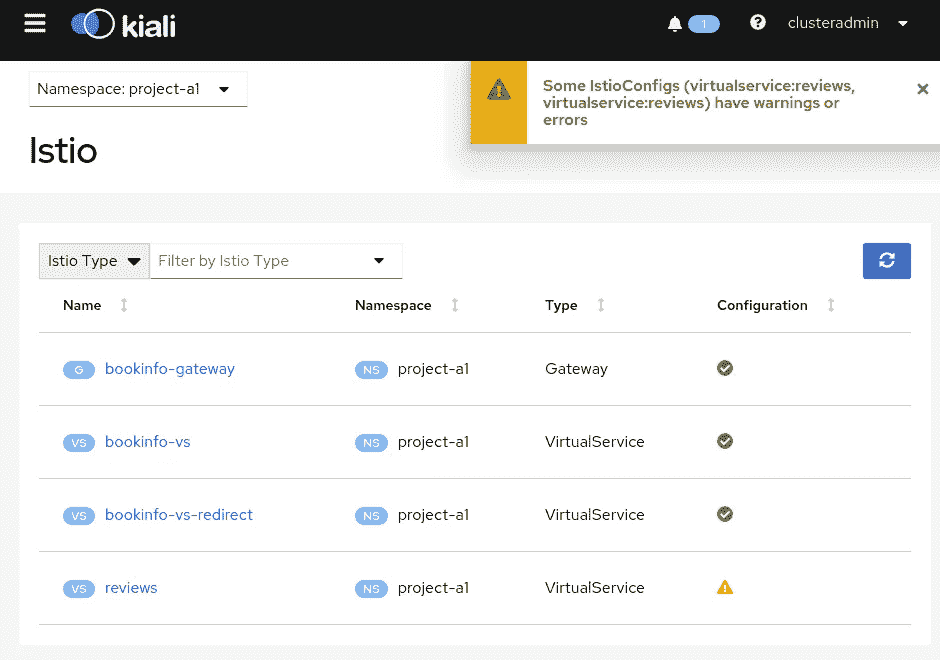 kiali
1
?
clusteradmin
Namespace: project-a1
Some IstioConfigs (virtualservice:reviews,
virtualservice:reviews) have warnings or
errors
Istio
Istio Type Filter by Istio Type
Name Namespace Type Configuration
G bookinfo-gateway NS project-a1 Gateway
VS bookinfo-vs NS project-a1 VirtualService
VS bookinfo-vs-redirect NS project-a1 VirtualService
VS reviews NS project-a1 VirtualService